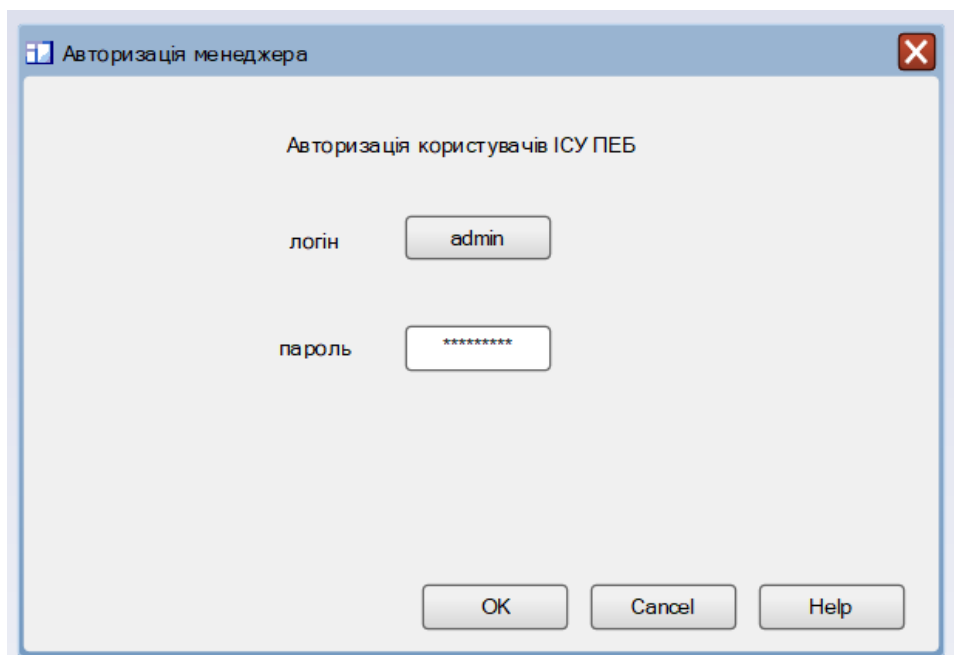 Авторизація менеджера
Авторизація користувачів ІСУ ПЕБ
логін admin
пароль *********
OK Cancel Help